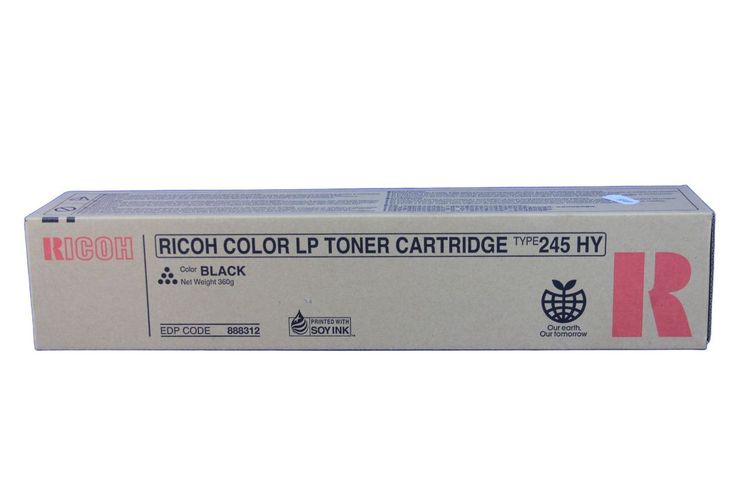 RICOH
RICOH COLOR LP TONER CARTRIDGE TYPE 245 HY
Color BLACK
Net Weight 360g
EDP CODE 888312
PRINTED WITH
SOY INK™
Our earth,
Our tomorrow
R